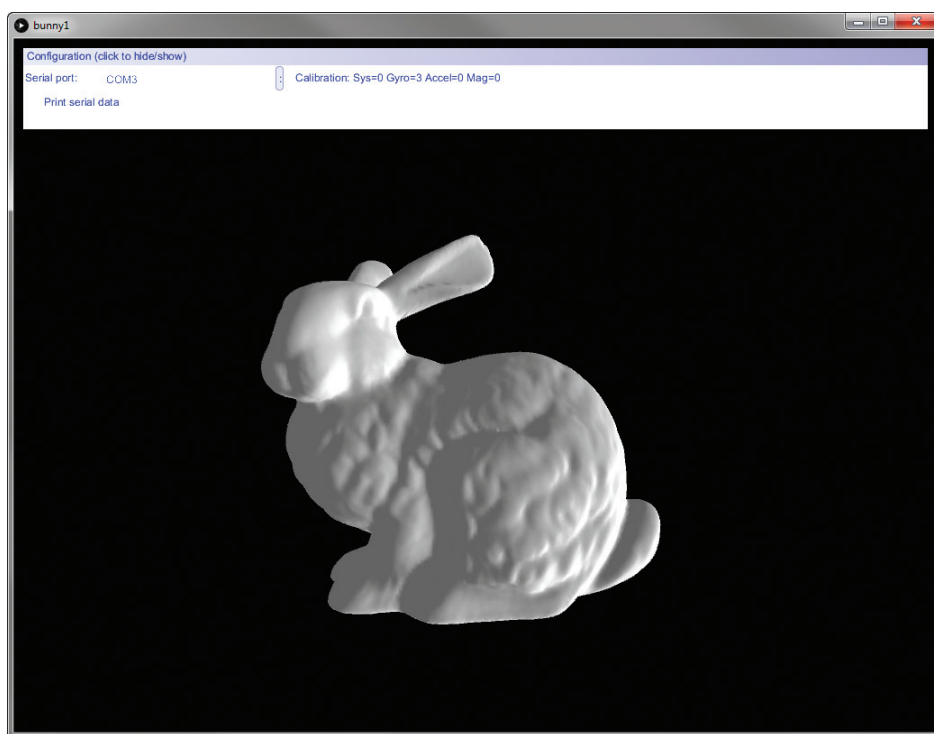 bunny1
Configuration (click to hide/show)
Serial port: COM3 : Calibration: Sys=0 Gyro=3 Accel=0 Mag=0
Print serial data